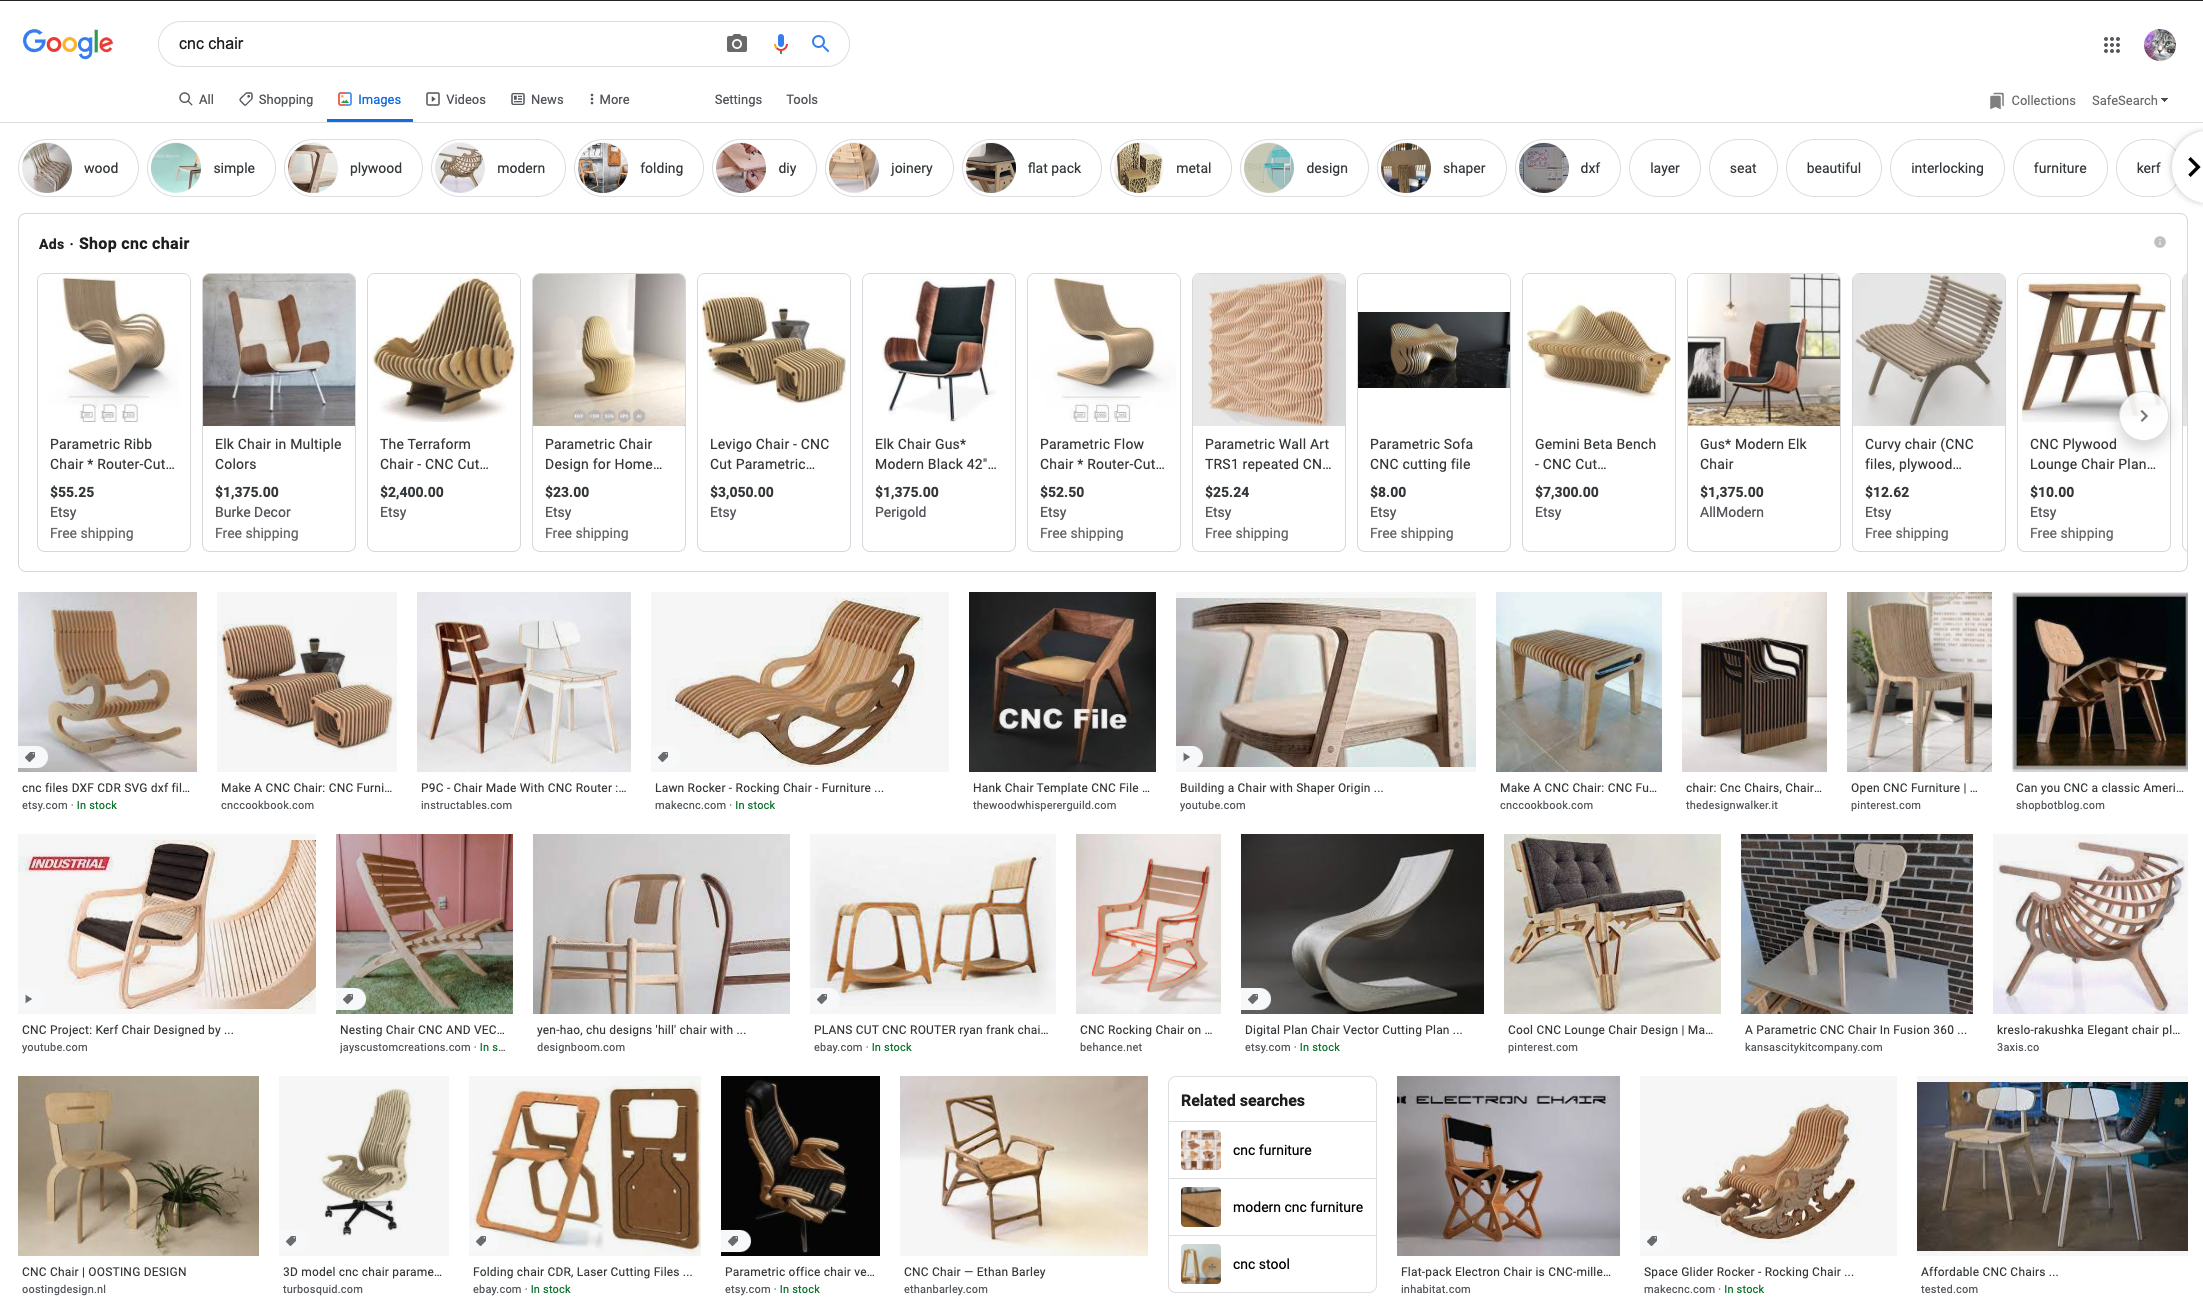 Google
cnc chair
All
Shopping
Images
Videos
News
More
Settings
Tools
Collections
SafeSearch
wood
simple
plywood
modern
folding
diy
joinery
flat pack
metal
design
shaper
dxf
layer
seat
beautiful
interlocking
furniture
kerf
Ads · Shop cnc chair
Parametric Ribb
Chair * Router-Cut...
$55.25
Etsy
Free shipping
Elk Chair in Multiple
Colors
$1,375.00
Burke Decor
Free shipping
The Terraform
Chair - CNC Cut...
$2,400.00
Etsy
Parametric Chair
Design for Home...
$23.00
Etsy
Free shipping
Levigo Chair - CNC
Cut Parametric...
$3,050.00
Etsy
Elk Chair Gus*
Modern Black 42"...
$1,375.00
Perigold
Parametric Flow
Chair * Router-Cut...
$52.50
Etsy
Free shipping
Parametric Wall Art
TRS1 repeated CN...
$25.24
Etsy
Free shipping
Parametric Sofa
CNC cutting file
$8.00
Etsy
Free shipping
Gemini Beta Bench
- CNC Cut...
$7,300.00
Etsy
Gus* Modern Elk
Chair
$1,375.00
AllModern
Curvy chair (CNC
files, plywood...
$12.62
Etsy
Free shipping
CNC Plywood
Lounge Chair Plan...
$10.00
Etsy
Free shipping
CNC File
cnc files DXF CDR SVG dxf fil...
etsy.com · In stock
Make A CNC Chair: CNC Furni...
cnccookbook.com
P9C - Chair Made With CNC Router :...
instructables.com
Lawn Rocker - Rocking Chair - Furniture ...
makecnc.com · In stock
Hank Chair Template CNC File ...
thewoodwhispererguild.com
Building a Chair with Shaper Origin ...
youtube.com
Make A CNC Chair: CNC Fu...
cnccookbook.com
chair: Cnc Chairs, Chair...
thedesignwalker.it
Open CNC Furniture | ...
pinterest.com
Can you CNC a classic Ameri...
shopbotblog.com
INDUSTRIAL
CNC Project: Kerf Chair Designed by ...
youtube.com
Nesting Chair CNC AND VEC...
jayscustomcreations.com · In s...
yen-hao, chu designs 'hill' chair with ...
designboom.com
PLANS CUT CNC ROUTER ryan frank chai...
ebay.com · In stock
CNC Rocking Chair on ...
behance.net
Digital Plan Chair Vector Cutting Plan ...
etsy.com · In stock
Cool CNC Lounge Chair Design | Ma...
pinterest.com
A Parametric CNC Chair In Fusion 360 ...
kansascitykitcompany.com
kreslo-rakushka Elegant chair pl...
3axis.co
CNC Chair | OOSTING DESIGN
oostingdesign.nl
3D model cnc chair parame...
turbosquid.com
Folding chair CDR, Laser Cutting Files ...
ebay.com · In stock
Parametric office chair ve...
etsy.com · In stock
CNC Chair — Ethan Barley
ethanbarley.com
Related searches
cnc furniture
modern cnc furniture
cnc stool
ELECTRON CHAIR
Flat-pack Electron Chair is CNC-mille...
inhabitat.com
Space Glider Rocker - Rocking Chair ...
makecnc.com · In stock
Affordable CNC Chairs ...
tested.com